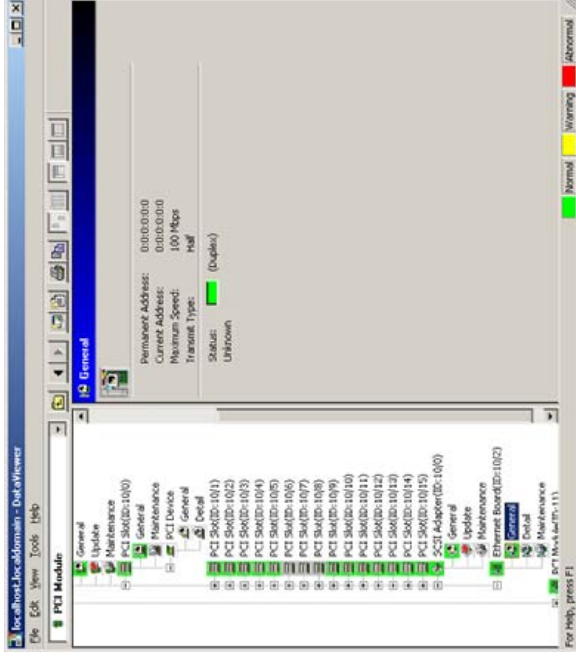 localhost.localdomain - DataViewer
File Edit View Tools Help
PCI Module
General
Update
Maintenance
PCI Slot(ID:10/0)
General
Maintenance
PCI Device
General
Detail
PCI Slot(ID:10/1)
PCI Slot(ID:10/2)
PCI Slot(ID:10/3)
PCI Slot(ID:10/4)
PCI Slot(ID:10/5)
PCI Slot(ID:10/6)
PCI Slot(ID:10/7)
PCI Slot(ID:10/8)
PCI Slot(ID:10/9)
PCI Slot(ID:10/10)
PCI Slot(ID:10/11)
PCI Slot(ID:10/12)
PCI Slot(ID:10/13)
PCI Slot(ID:10/14)
PCI Slot(ID:10/15)
SCSI Adapter(ID:10/0)
General
Update
Maintenance
Ethernet Board(ID:10/2)
General
Detail
Maintenance
PCI Module(ID:11)
General
Permanent Address: 0:0:0:0:0:0
Current Address: 0:0:0:0:0:0
Maximum Speed: 100 Mbps
Transmit Type: Half
Status: (Duplex)
Unknown
For Help, press F1
Normal Warning Abnormal